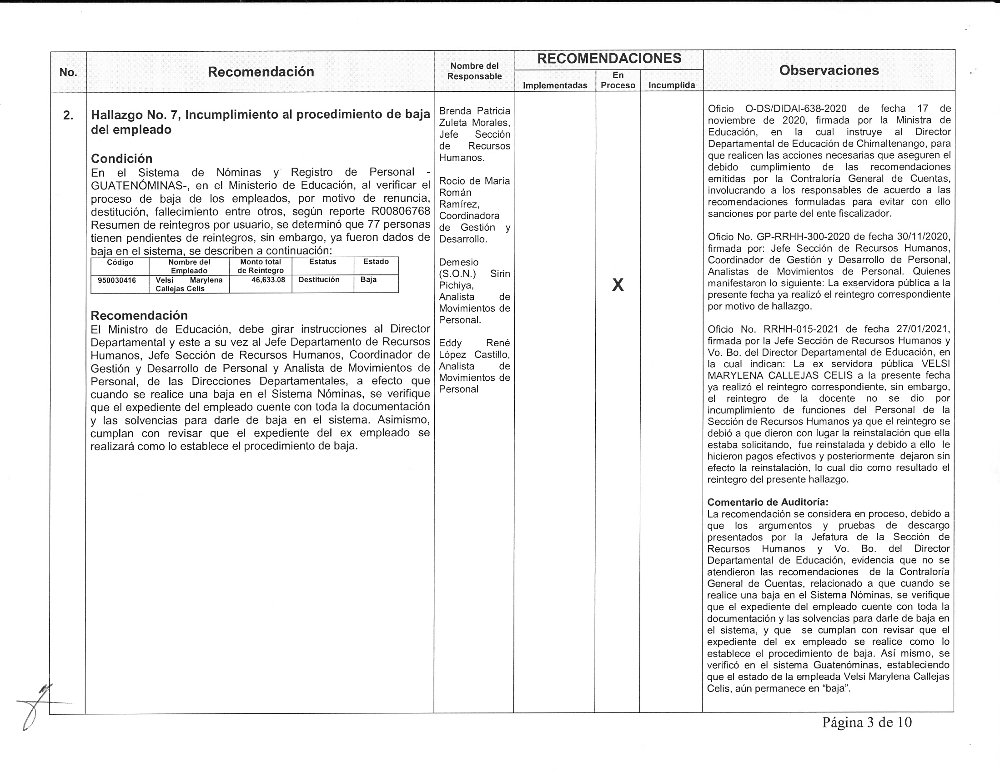 No.
Recomendación
Nombre del
Responsable
RECOMENDACIONES
Implementadas
En
Proceso
Incumplida
Observaciones
2.
Hallazgo No. 7, Incumplimiento al procedimiento de baja
del empleado
Condición
En el Sistema de Nóminas y Registro de Personal -
GUATENÓMINAS-, en el Ministerio de Educación, al verificar el
proceso de baja de los empleados, por motivo de renuncia,
destitución, fallecimiento entre otros, según reporte R00806768
Resumen de reintegros por usuario, se determinó que 77 personas
tienen pendientes de reintegros, sin embargo, ya fueron dados de
baja en el sistema, se describen a continuación:
Código
Nombre del
Empleado
Monto total
de Reintegro
Estatus
Estado
950030416
Velsi Marylena
Callejas Celis
46,633.08
Destitución
Baja
Recomendación
El Ministro de Educación, debe girar instrucciones al Director
Departamental y este a su vez al Jefe Departamento de Recursos
Humanos, Jefe Sección de Recursos Humanos, Coordinador de
Gestión y Desarrollo de Personal y Analista de Movimientos de
Personal, de las Direcciones Departamentales, a efecto que
cuando se realice una baja en el Sistema Nóminas, se verifique
que el expediente del empleado cuente con toda la documentación
y las solvencias para darle de baja en el sistema. Asimismo,
cumplan con revisar que el expediente del ex empleado se
realizará como lo establece el procedimiento de baja.
Brenda Patricia
Zuleta Morales,
Jefe Sección
de Recursos
Humanos.
Rocío de María
Román
Ramírez,
Coordinadora
de Gestión y
Desarrollo.
Demesio
(S.O.N.) Sirin
Pichiya,
Analista de
Movimientos de
Personal.
Eddy René
López Castillo,
Analista de
Movimientos de
Personal
X
Oficio O-DS/DIDAI-638-2020 de fecha 17 de
noviembre de 2020, firmada por la Ministra de
Educación, en la cual instruye al Director
Departamental de Educación de Chimaltenango, para
que realicen las acciones necesarias que aseguren el
debido cumplimiento de las recomendaciones
emitidas por la Contraloría General de Cuentas,
involucrando a los responsables de acuerdo a las
recomendaciones formuladas para evitar con ello
sanciones por parte del ente fiscalizador.
Oficio No. GP-RRHH-300-2020 de fecha 30/11/2020,
firmada por: Jefe Sección de Recursos Humanos,
Coordinador de Gestión y Desarrollo de Personal,
Analistas de Movimientos de Personal. Quienes
manifestaron lo siguiente: La exservidora pública a la
presente fecha ya realizó el reintegro correspondiente
por motivo de hallazgo.
Oficio No. RRHH-015-2021 de fecha 27/01/2021,
firmada por la Jefe Sección de Recursos Humanos y
Vo. Bo. del Director Departamental de Educación, en
la cual indican: La ex servidora pública VELSI
MARYLENA CALLEJAS CELIS a la presente fecha
ya realizó el reintegro correspondiente, sin embargo,
el reintegro de la docente no se dio por
incumplimiento de funciones del Personal de la
Sección de Recursos Humanos ya que el reintegro se
debió a que dieron con lugar la reinstalación que ella
estaba solicitando, fue reinstalada y debido a ello le
hicieron pagos efectivos y posteriormente dejaron sin
efecto la reinstalación, lo cual dio como resultado el
reintegro del presente hallazgo.
Comentario de Auditoría:
La recomendación se considera en proceso, debido a
que los argumentos y pruebas de descargo
presentados por la Jefatura de la Sección de
Recursos Humanos y Vo. Bo. del Director
Departamental de Educación, evidencia que no se
atendieron las recomendaciones de la Contraloría
General de Cuentas, relacionado a que cuando se
realice una baja en el Sistema Nóminas, se verifique
que el expediente del empleado cuente con toda la
documentación y las solvencias para darle de baja en
el sistema, y que se cumplan con revisar que el
expediente del ex empleado se realice como lo
establece el procedimiento de baja. Así mismo, se
verificó en el sistema Guatenóminas, estableciendo
que el estado de la empleada Velsi Marylena Callejas
Celis, aún permanece en “baja”.
Página 3 de 10